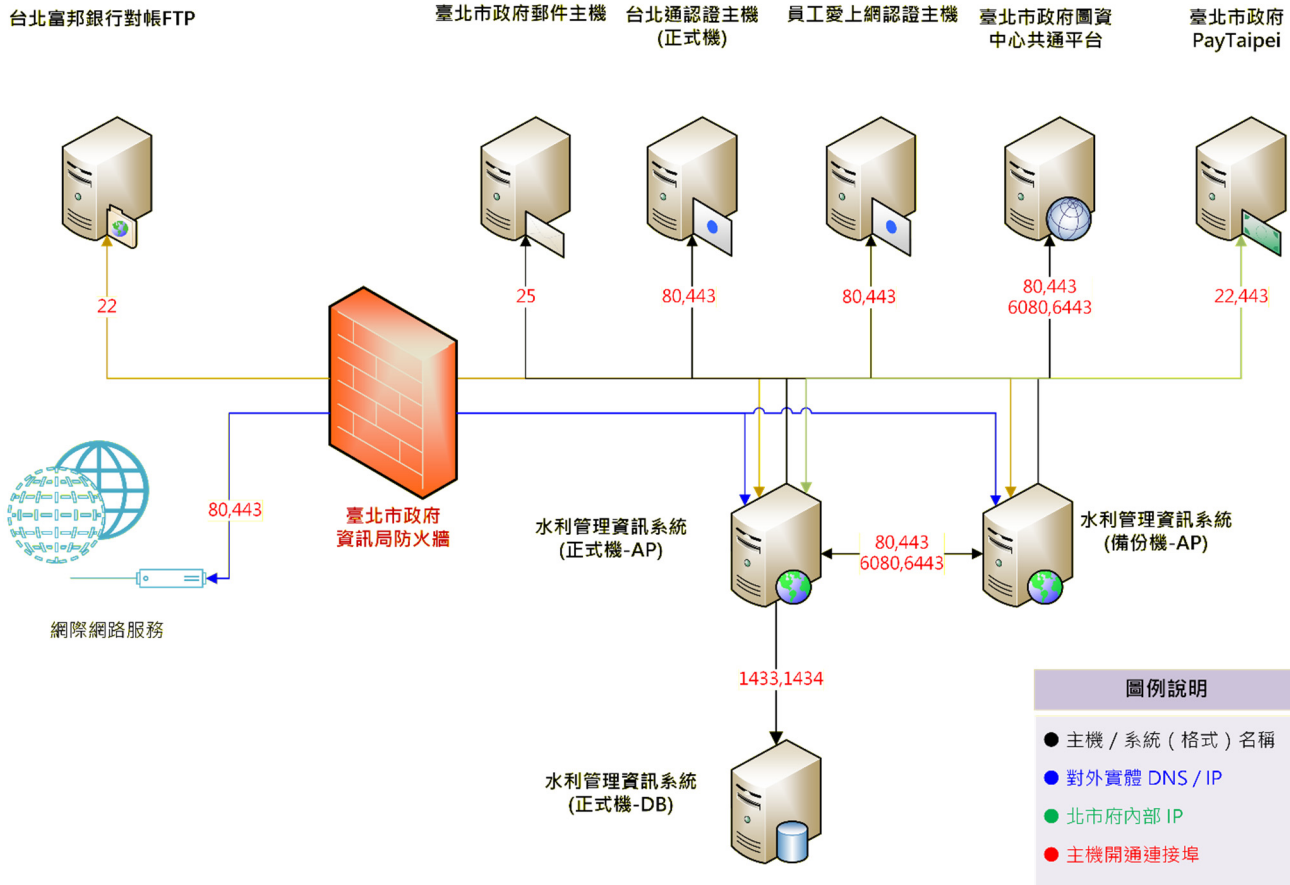 台北富邦銀行對帳FTP
臺北市政府郵件主機
台北通認證主機
(正式機)
員工愛上網認證主機
臺北市政府圖資
中心共通平台
臺北市政府
PayTaipei
22
25
80,443
80,443
80,443
6080,6443
22,443
80,443
臺北市政府
資訊局防火牆
水利管理資訊系統
(正式機-AP)
80,443
6080,6443
水利管理資訊系統
(備份機-AP)
網際網路服務
1433,1434
水利管理資訊系統
(正式機-DB)
圖例說明
主機 / 系統 ( 格式 ) 名稱
對外實體 DNS / IP
北市府內部 IP
主機開通連接埠